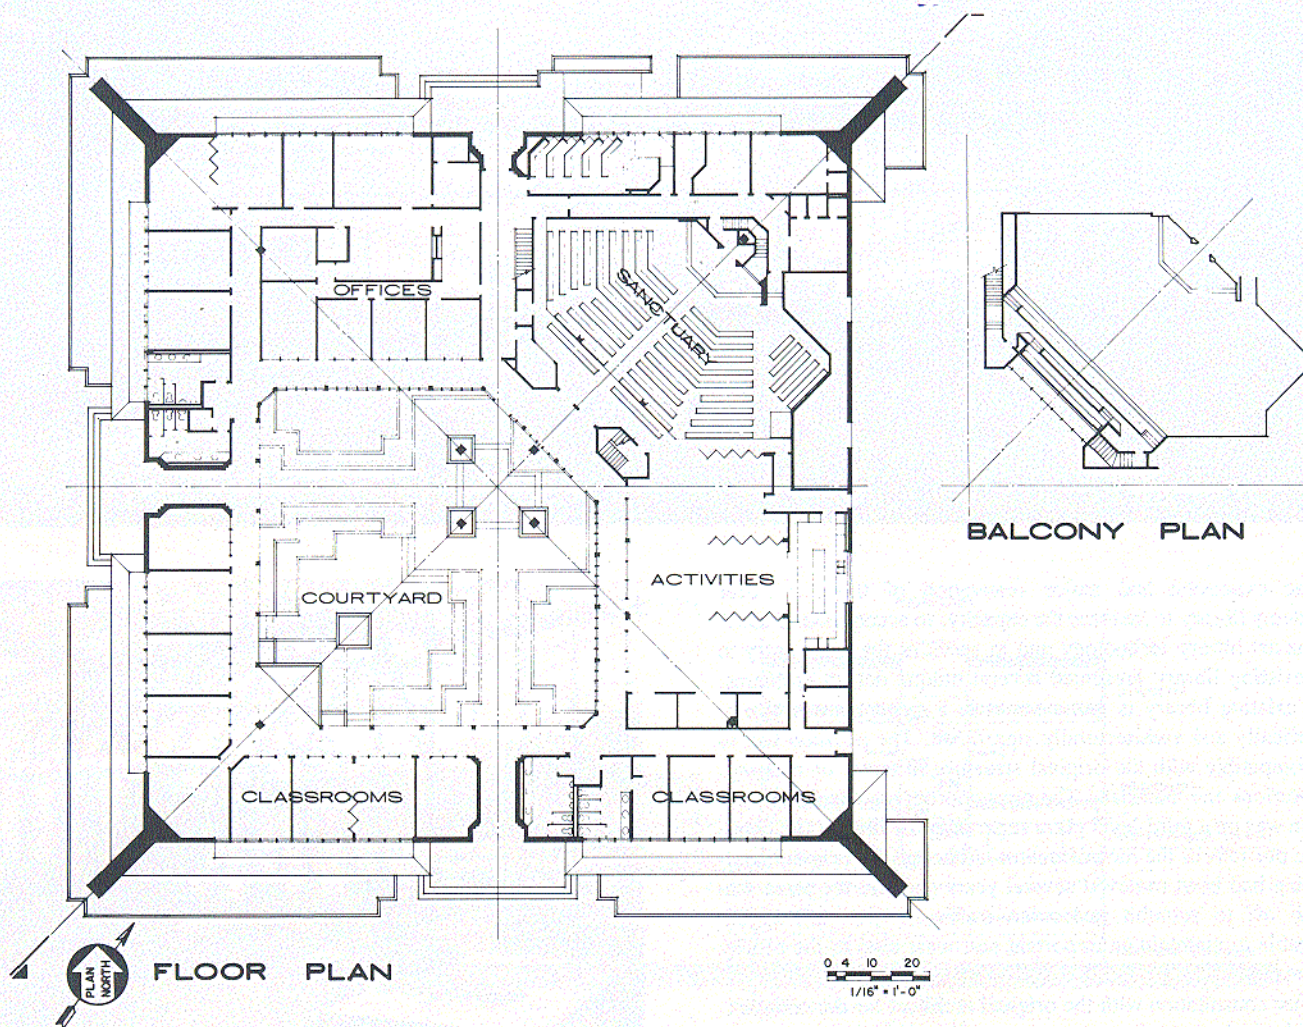 OFFICES
SANCTUARY
COURTYARD
ACTIVITIES
CLASSROOMS
CLASSROOMS
BALCONY PLAN
PLAN
NORTH
FLOOR PLAN
0 4 10 20
1/16" = 1'-0"